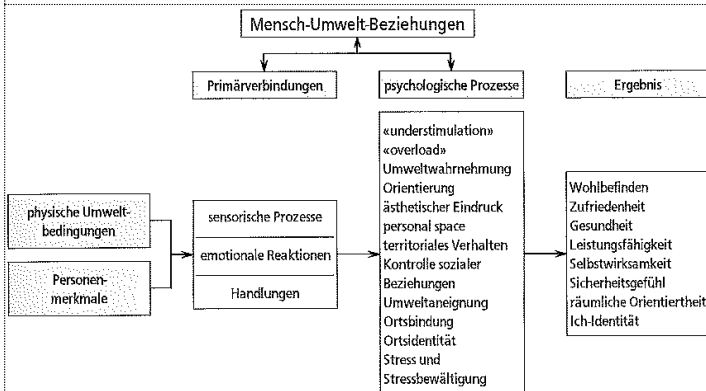 Mensch-Umwelt-Beziehungen
Primärverbindungen
psychologische Prozesse
Ergebnis
physische Umwelt-
bedingungen
Personen-
merkmale
sensorische Prozesse
emotionale Reaktionen
Handlungen
«understimulation»
«overload»
Umweltwahrnehmung
Orientierung
ästhetischer Eindruck
personal space
territoriales Verhalten
Kontrolle sozialer
Beziehungen
Umweltaneignung
Ortsbindung
Ortsidentität
Stress und
Stressbewältigung
Wohlbefinden
Zufriedenheit
Gesundheit
Leistungsfähigkeit
Selbstwirksamkeit
Sicherheitsgefühl
räumliche Orientiertheit
Ich-Identität